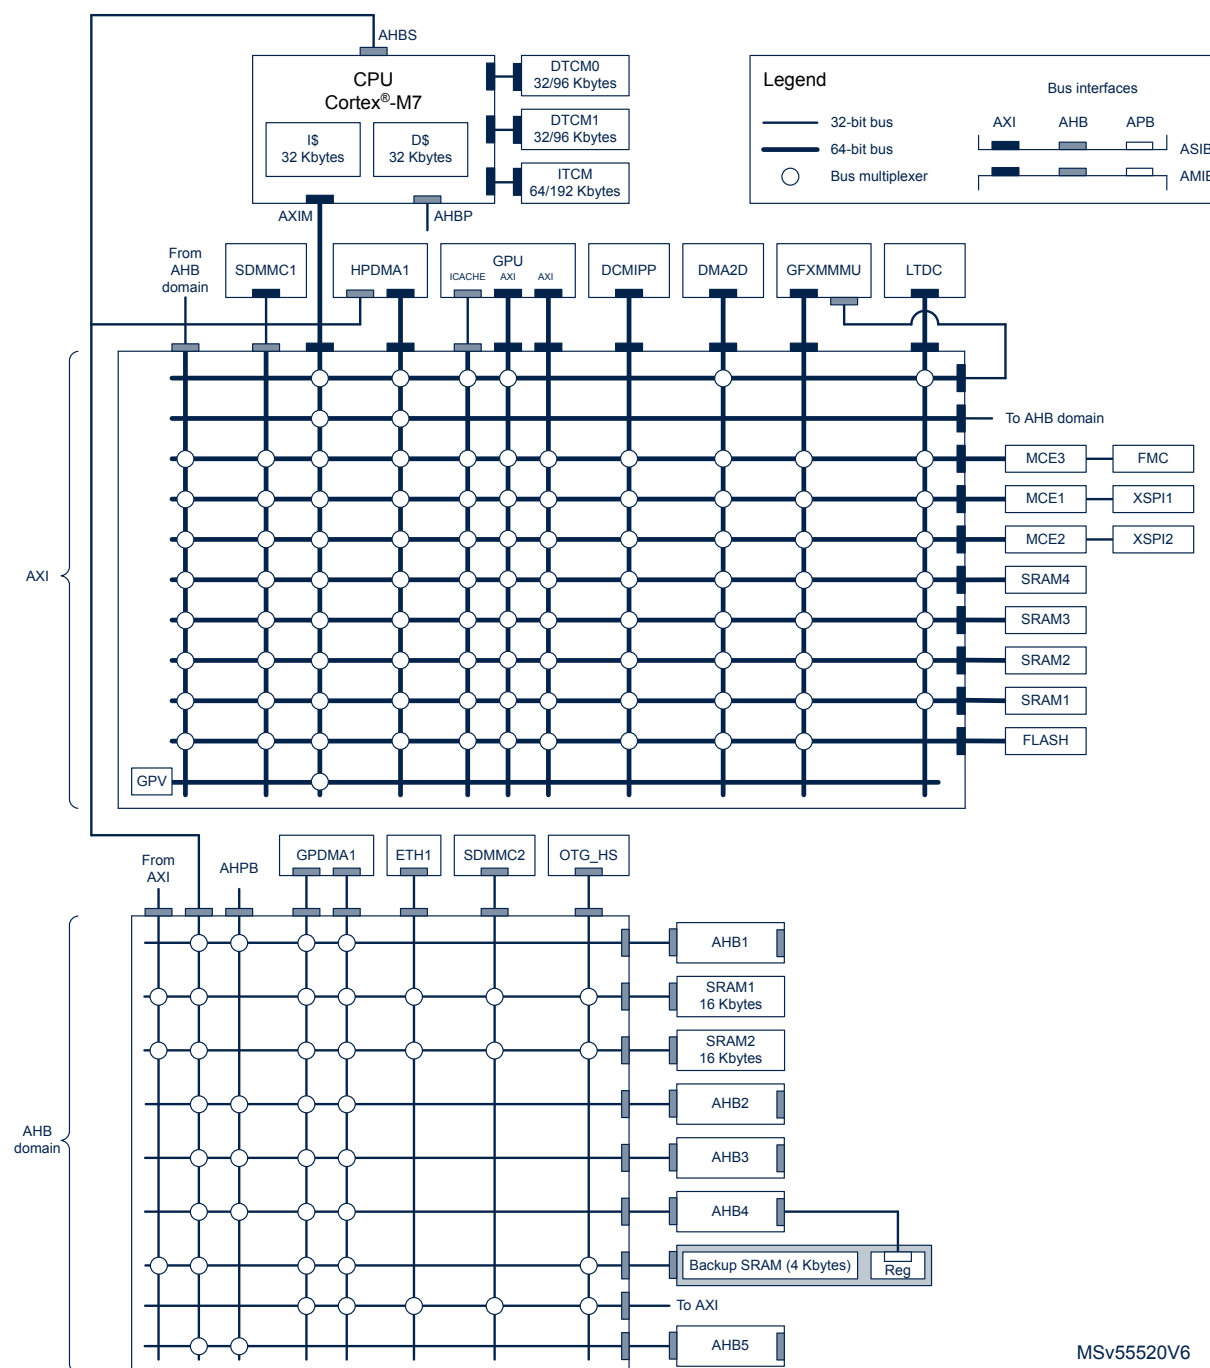 AHBS
CPU
Cortex®-M7
I$
32 Kbytes
D$
32 Kbytes
DTCM0
32/96 Kbytes
DTCM1
32/96 Kbytes
ITCM
64/192 Kbytes
AXIM
AHBP
Legend
32-bit bus
64-bit bus
Bus multiplexer
Bus interfaces
AXI
AHB
APB
ASIB
AMIB
From
AHB
domain
SDMMC1
HPDMA1
GPU
ICACHE
AXI
AXI
DCMIPP
DMA2D
GFXMMMU
LTDC
AXI
To AHB domain
MCE3
FMC
MCE1
XSPI1
MCE2
XSPI2
SRAM4
SRAM3
SRAM2
SRAM1
FLASH
GPV
From
AXI
AHPB
GPDMA1
ETH1
SDMMC2
OTG_HS
AHB
domain
AHB1
SRAM1
16 Kbytes
SRAM2
16 Kbytes
AHB2
AHB3
AHB4
Backup SRAM (4 Kbytes)
Reg
To AXI
AHB5
MSv55520V6